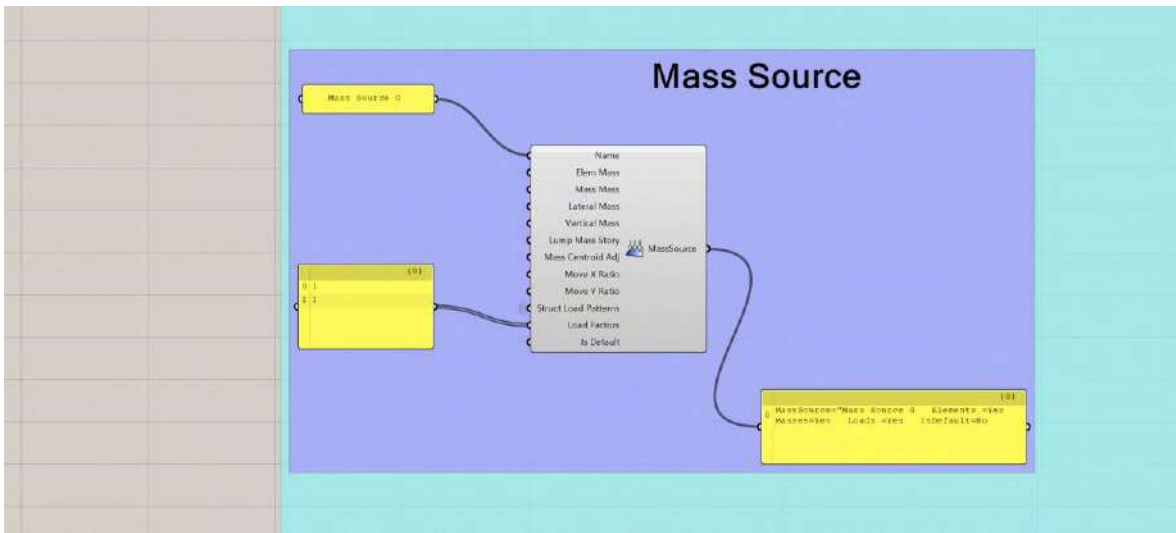 Mass Source
Mass Source G
Name
Elem Mass
Mass Mass
Lateral Mass
Vertical Mass
Lump Mass Story
Mass Centroid Adj
Move X Ratio
Move Y Ratio
Struct Load Patterns
Load Factors
Is Default
MassSource
{0}
0 1
1 1
{0}
0 MassSource="Mass Source G Elements =Yes
Masses=Yes Loads =Yes IsDefault=No